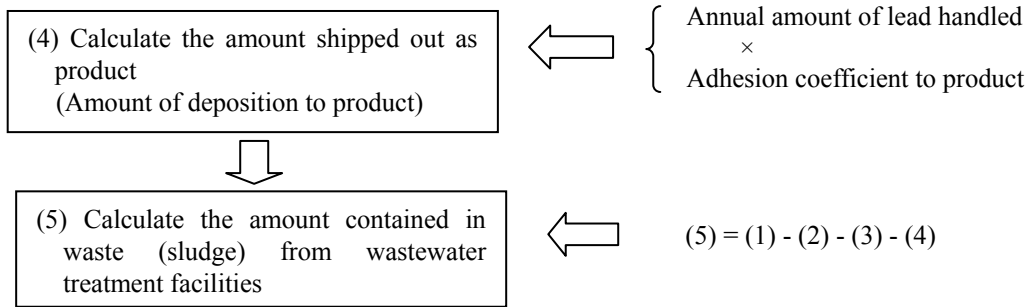 (4) Calculate the amount shipped out as
product
(Amount of deposition to product)
Annual amount of lead handled
×
Adhesion coefficient to product
(5) Calculate the amount contained in
waste (sludge) from wastewater
treatment facilities
(5) = (1) - (2) - (3) - (4)